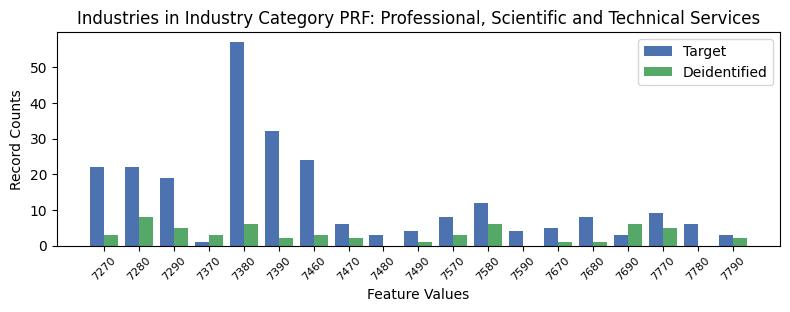 Industries in Industry Category PRF: Professional, Scientific and Technical Services
Target
Deidentified
Record Counts
50
40
30
20
10
0
7270 7280 7290 7370 7380 7390 7460 7470 7480 7490 7570 7580 7590 7670 7680 7690 7770 7780 7790
Feature Values